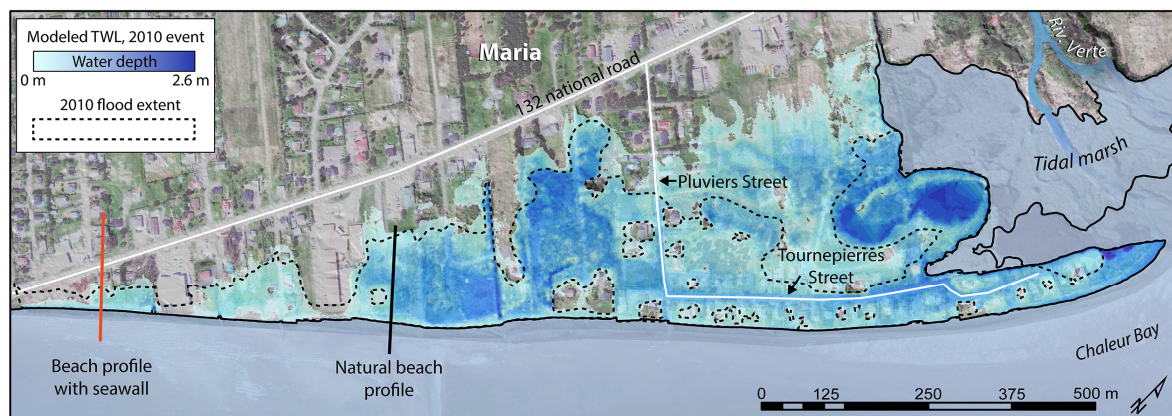 Modeled TWL, 2010 event
Water depth
0 m
2.6 m
2010 flood extent
Maria
132 national road
Riv. Verte
Tidal marsh
Pluviers Street
Tournepierres
Street
Beach profile
with seawall
Natural beach
profile
Chaleur Bay
0 125 250 375 500 m
N